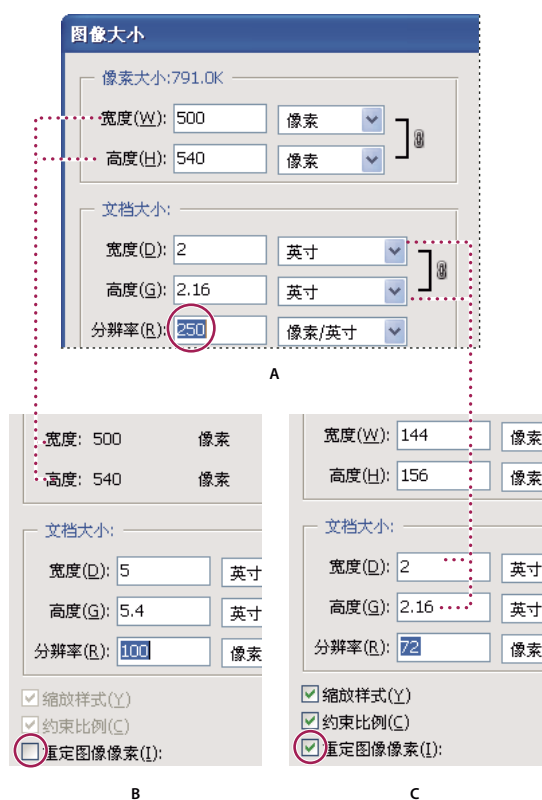 图像大小
像素大小:791.0K
宽度(W): 500 像素
高度(H): 540 像素
文档大小:
宽度(D): 2 英寸
高度(G): 2.16 英寸
分辨率(R): 250 像素/英寸
A
宽度: 500 像素
高度: 540 像素
文档大小:
宽度(D): 5 英寸
高度(G): 5.4 英寸
分辨率(R): 100 像素
缩放样式(Y)
约束比例(C)
重定图像像素(I):
B
宽度(W): 144 像素
高度(H): 156 像素
文档大小:
宽度(D): 2 英寸
高度(G): 2.16 英寸
分辨率(R): 72 像素
缩放样式(Y)
约束比例(C)
重定图像像素(I):
C